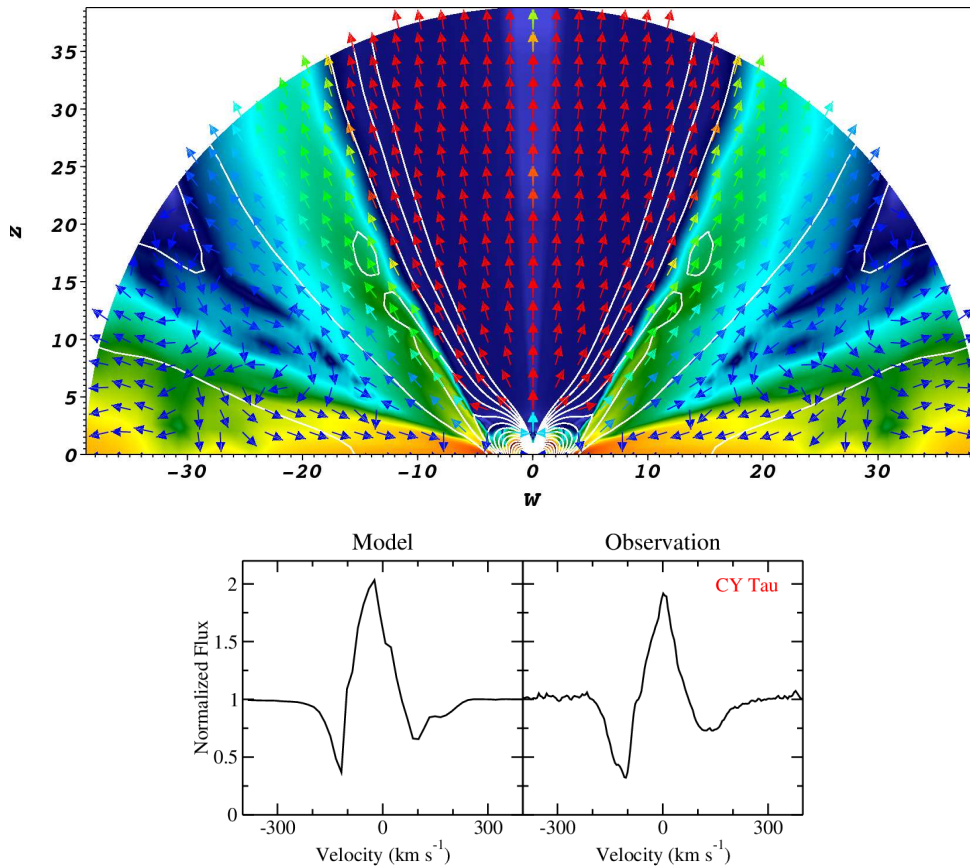 35
30
25
20
15
10
5
0
z
-30 -20 -10 0 10 20 30
w
Model Observation
CY Tau
Normalized Flux
2
1.5
1
0.5
0
-300 0 300 -300 0 300
Velocity (km s-1) Velocity (km s-1)